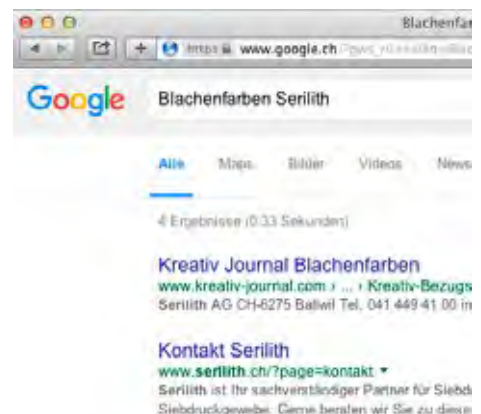 Blachenfar
https www.google.ch
Google
Blachenfarben Serilith
Alle Maps Bilder Videos News
4 Ergebnisse (0.33 Sekunden)
Kreativ Journal Blachenfarben
www.kreativ-journal.com › ... › Kreativ-Bezugs
Serilith AG CH-6275 Ballwil Tel. 041 449 41 00 in
Kontakt Serilith
www.serilith.ch/?page=kontakt
Serilith ist Ihr sachverständiger Partner für Siebd
Siebdruckgewebe. Gerne beraten wir Sie zu diese